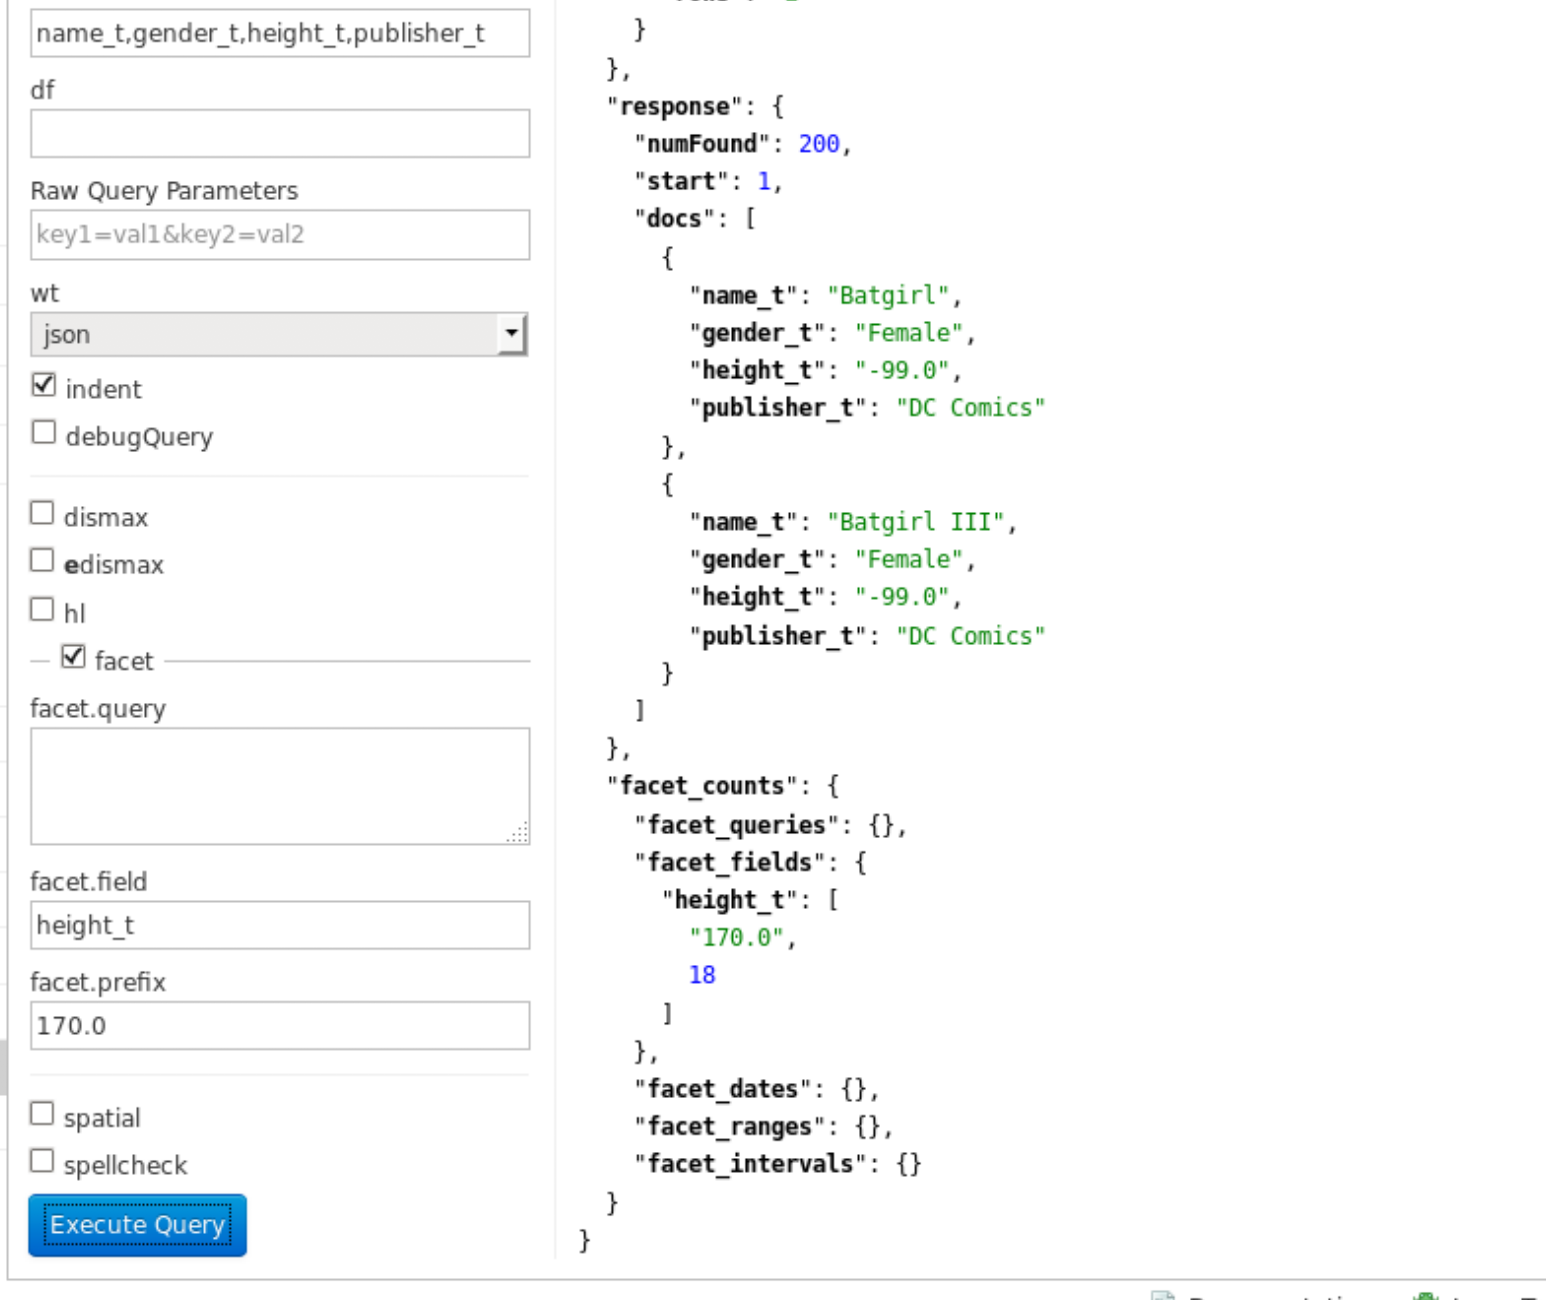 name_t,gender_t,height_t,publisher_t
df
Raw Query Parameters
key1=val1&key2=val2
wt
json
indent
debugQuery
dismax
edismax
hl
facet
facet.query
facet.field
height_t
facet.prefix
170.0
spatial
spellcheck
Execute Query
}
},
"response": {
"numFound": 200,
"start": 1,
"docs": [
{
"name_t": "Batgirl",
"gender_t": "Female",
"height_t": "-99.0",
"publisher_t": "DC Comics"
},
{
"name_t": "Batgirl III",
"gender_t": "Female",
"height_t": "-99.0",
"publisher_t": "DC Comics"
}
]
},
"facet_counts": {
"facet_queries": {},
"facet_fields": {
"height_t": [
"170.0",
18
]
},
"facet_dates": {},
"facet_ranges": {},
"facet_intervals": {}
}
}